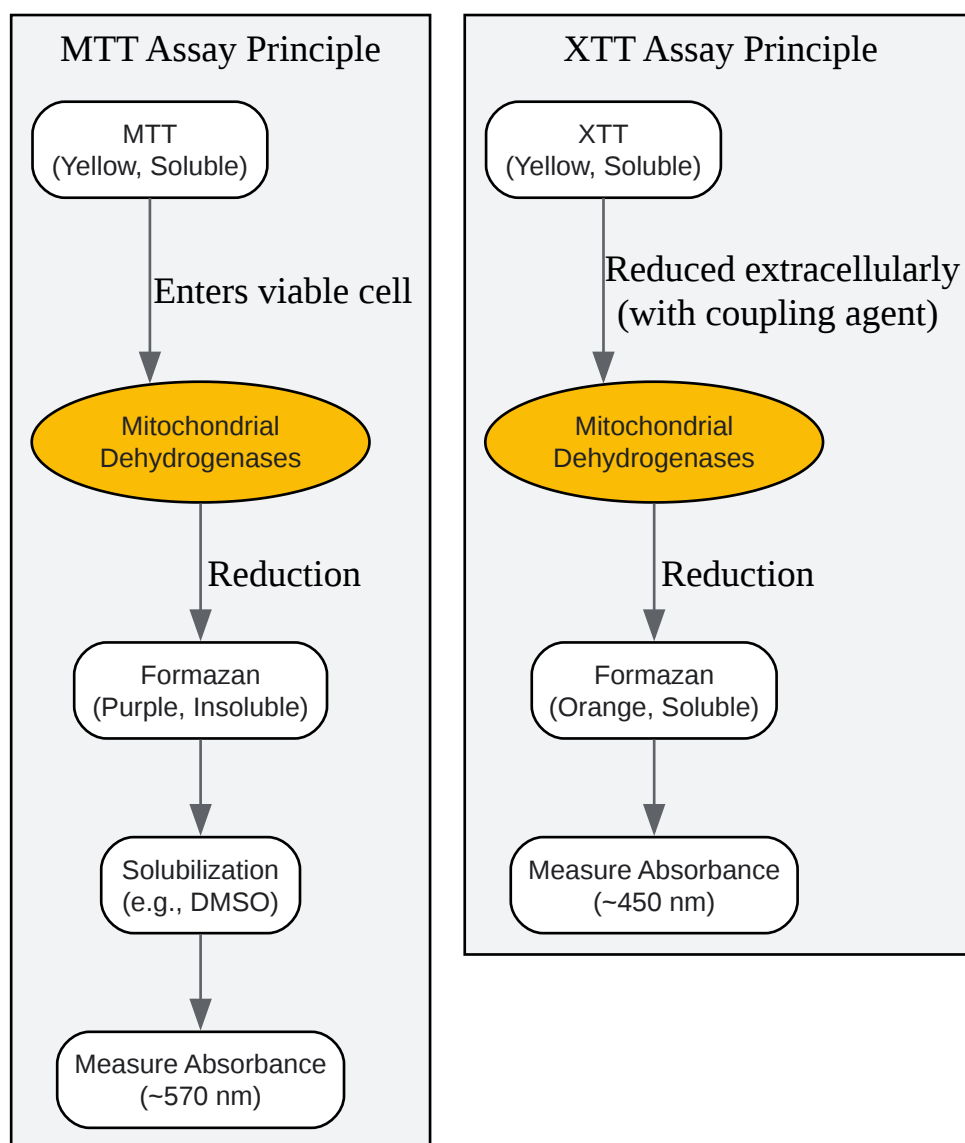 MTT Assay Principle
MTT
(Yellow, Soluble)
Enters viable cell
Mitochondrial
Dehydrogenases
Reduction
Formazan
(Purple, Insoluble)
Solubilization
(e.g., DMSO)
Measure Absorbance
(~570 nm)
XTT Assay Principle
XTT
(Yellow, Soluble)
Reduced extracellularly
(with coupling agent)
Mitochondrial
Dehydrogenases
Reduction
Formazan
(Orange, Soluble)
Measure Absorbance
(~450 nm)